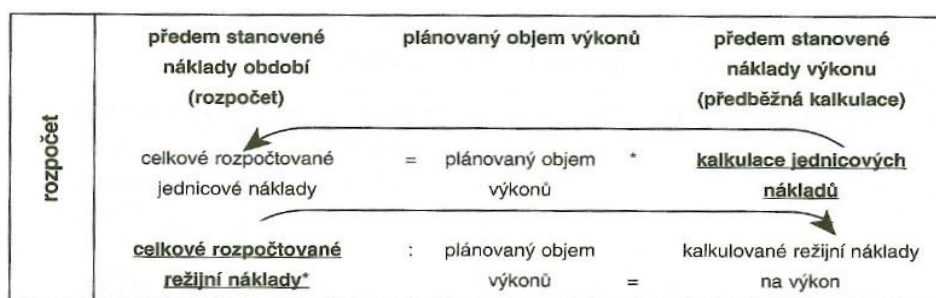 předem stanovené plánovaný objem výkonů předem stanovené
náklady období náklady výkonu
(rozpočet) (předběžná kalkulace)
rozpočet
celkové rozpočtované = plánovaný objem * kalkulace jednicových
jednicové náklady výkonů nákladů
celkové rozpočtované : plánovaný objem kalkulované režijní náklady
režijní náklady* výkonů = na výkon